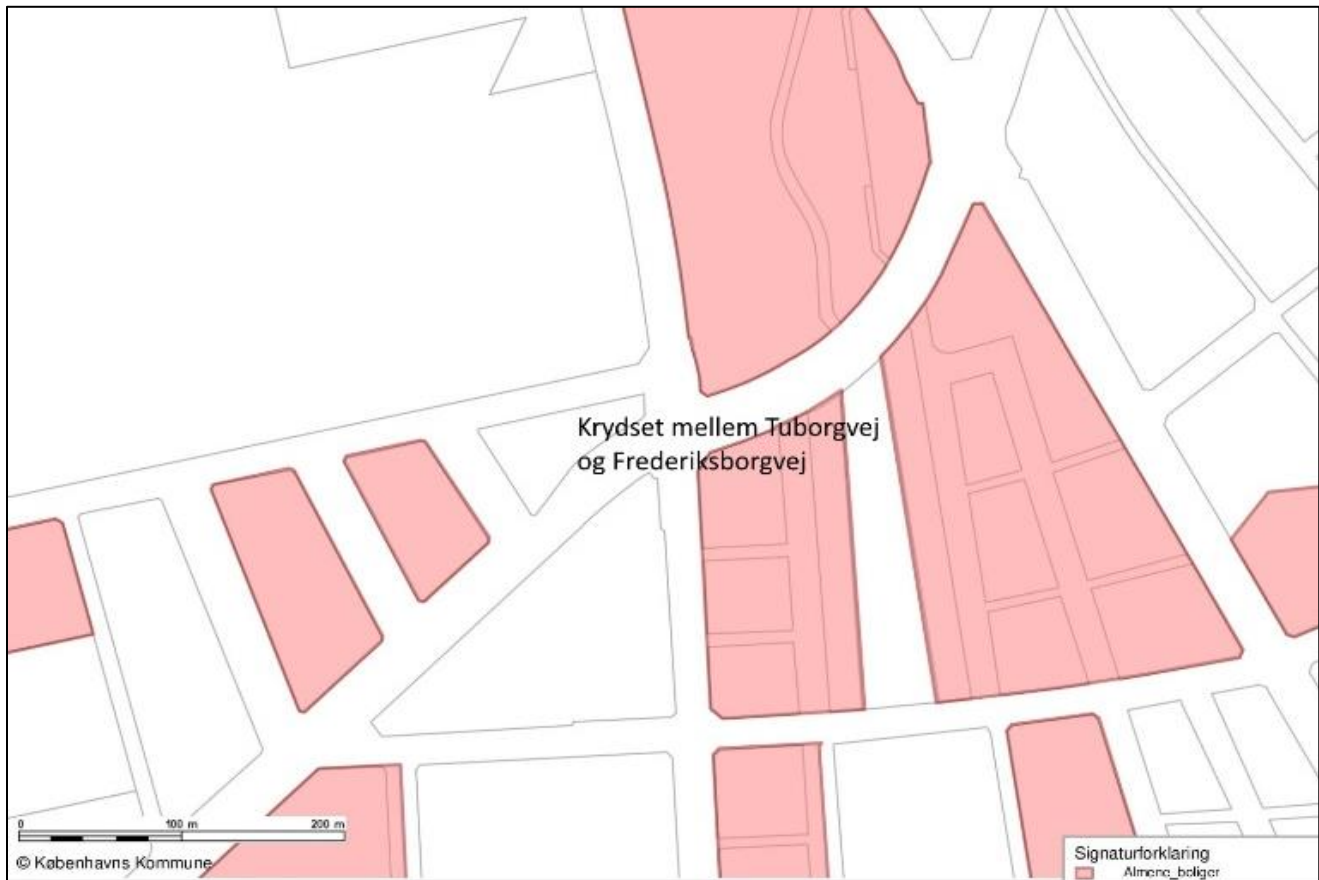 Krydset mellem Tuborgvej
og Frederiksborgvej
0 100 m 200 m
© Københavns Kommune
Signaturforklaring
Almene_boliger